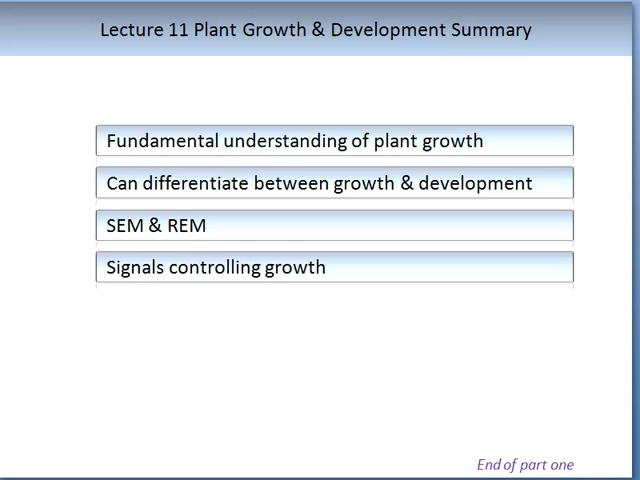 Lecture 11 Plant Growth & Development Summary
Fundamental understanding of plant growth
Can differentiate between growth & development
SEM & REM
Signals controlling growth
End of part one